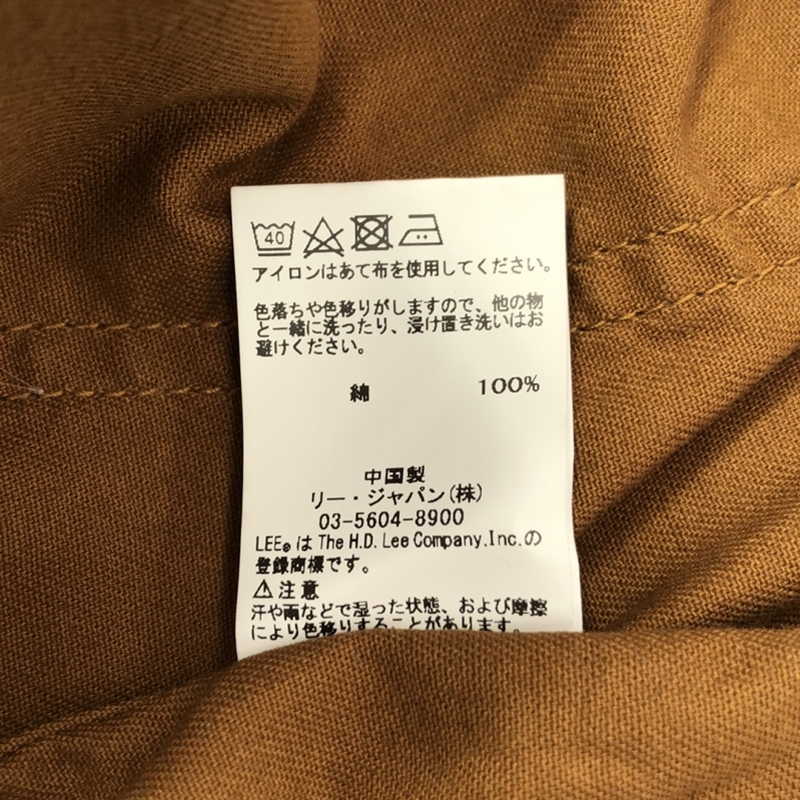 40
アイロンはあて布を使用してください。
色落ちや色移りがしますので、他の物
と一緒に洗ったり、浸け置き洗いはお
避けください。
綿 100%
中国製
リー・ジャパン(株)
03-5604-8900
LEE®は The H.D. Lee Company.Inc.の
登録商標です。
⚠注意
汗や雨などで湿った状態、および摩擦
により色移りすることがあります。